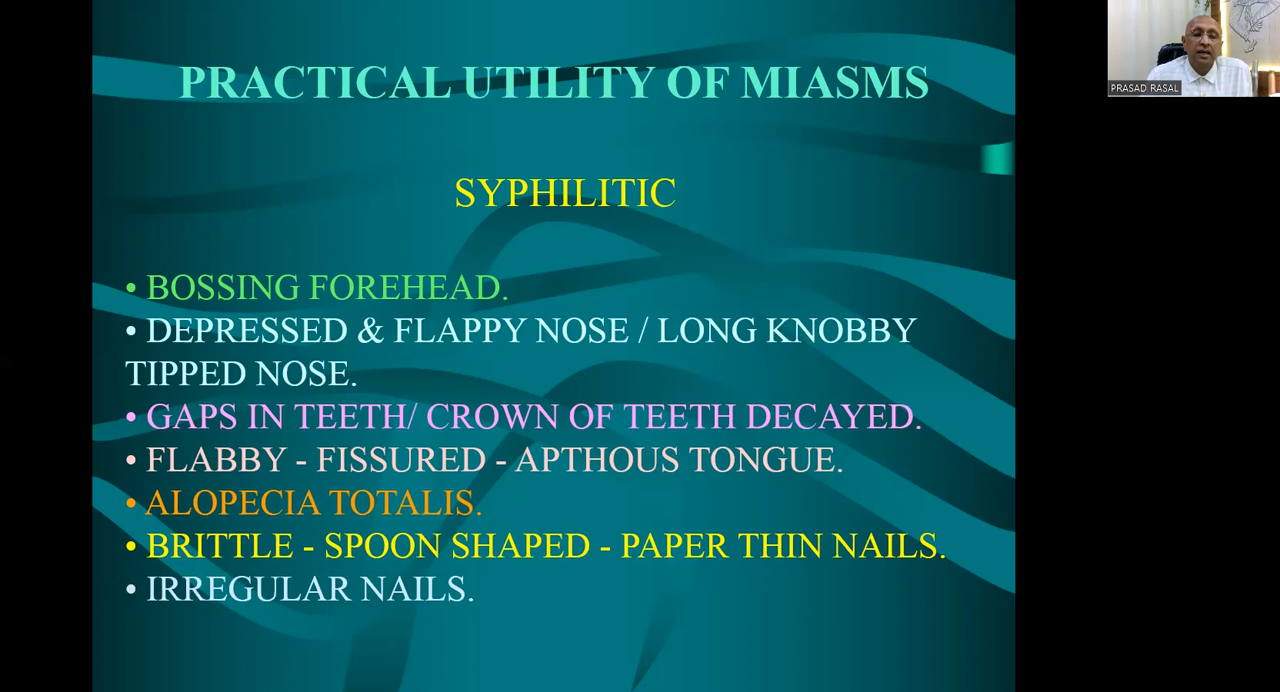 PRACTICAL UTILITY OF MIASMS
PRASAD RASAL
SYPHILITIC
• BOSSING FOREHEAD.
• DEPRESSED & FLAPPY NOSE / LONG KNOBBY
TIPPED NOSE.
• GAPS IN TEETH/ CROWN OF TEETH DECAYED.
• FLABBY - FISSURED - APTHOUS TONGUE.
• ALOPECIA TOTALIS.
• BRITTLE - SPOON SHAPED - PAPER THIN NAILS.
• IRREGULAR NAILS.